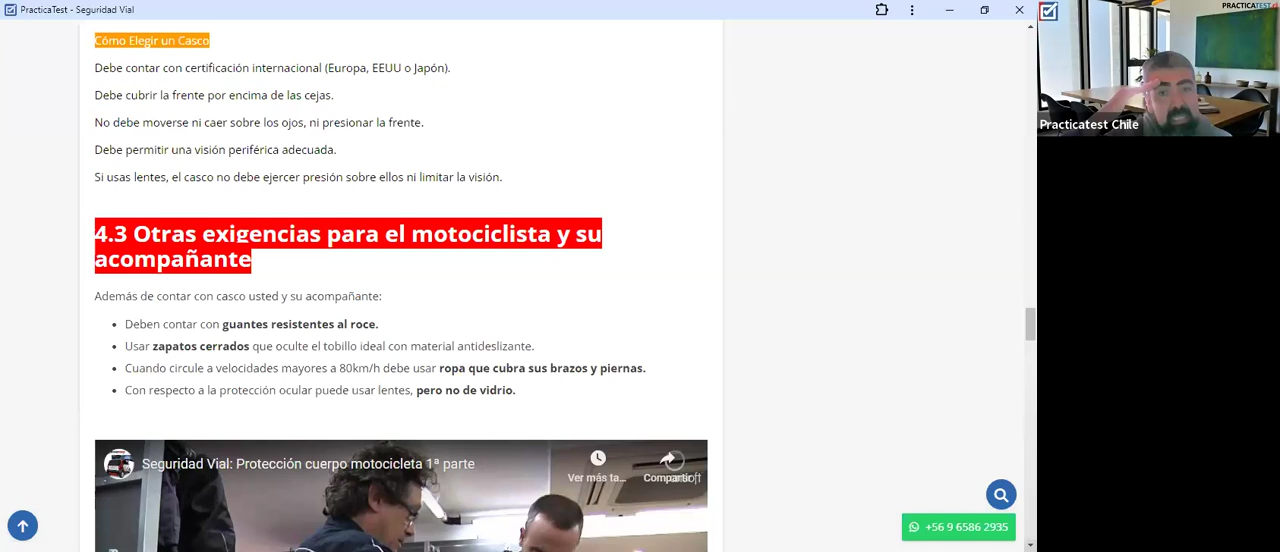 PracticaTest - Seguridad Vial
PRACTICATEST
Cómo Elegir un Casco
Debe contar con certificación internacional (Europa, EEUU o Japón).
Debe cubrir la frente por encima de las cejas.
No debe moverse ni caer sobre los ojos, ni presionar la frente.
Debe permitir una visión periférica adecuada.
Si usas lentes, el casco no debe ejercer presión sobre ellos ni limitar la visión.
Practicatest Chile
4.3 Otras exigencias para el motociclista y su
acompañante
Además de contar con casco usted y su acompañante:
• Deben contar con guantes resistentes al roce.
• Usar zapatos cerrados que oculte el tobillo ideal con material antideslizante.
• Cuando circule a velocidades mayores a 80km/h debe usar ropa que cubra sus brazos y piernas.
• Con respecto a la protección ocular puede usar lentes, pero no de vidrio.
Seguridad Vial: Protección cuerpo motocicleta 1ª parte
Ver más ta...
Compartir
+56 9 6586 2935